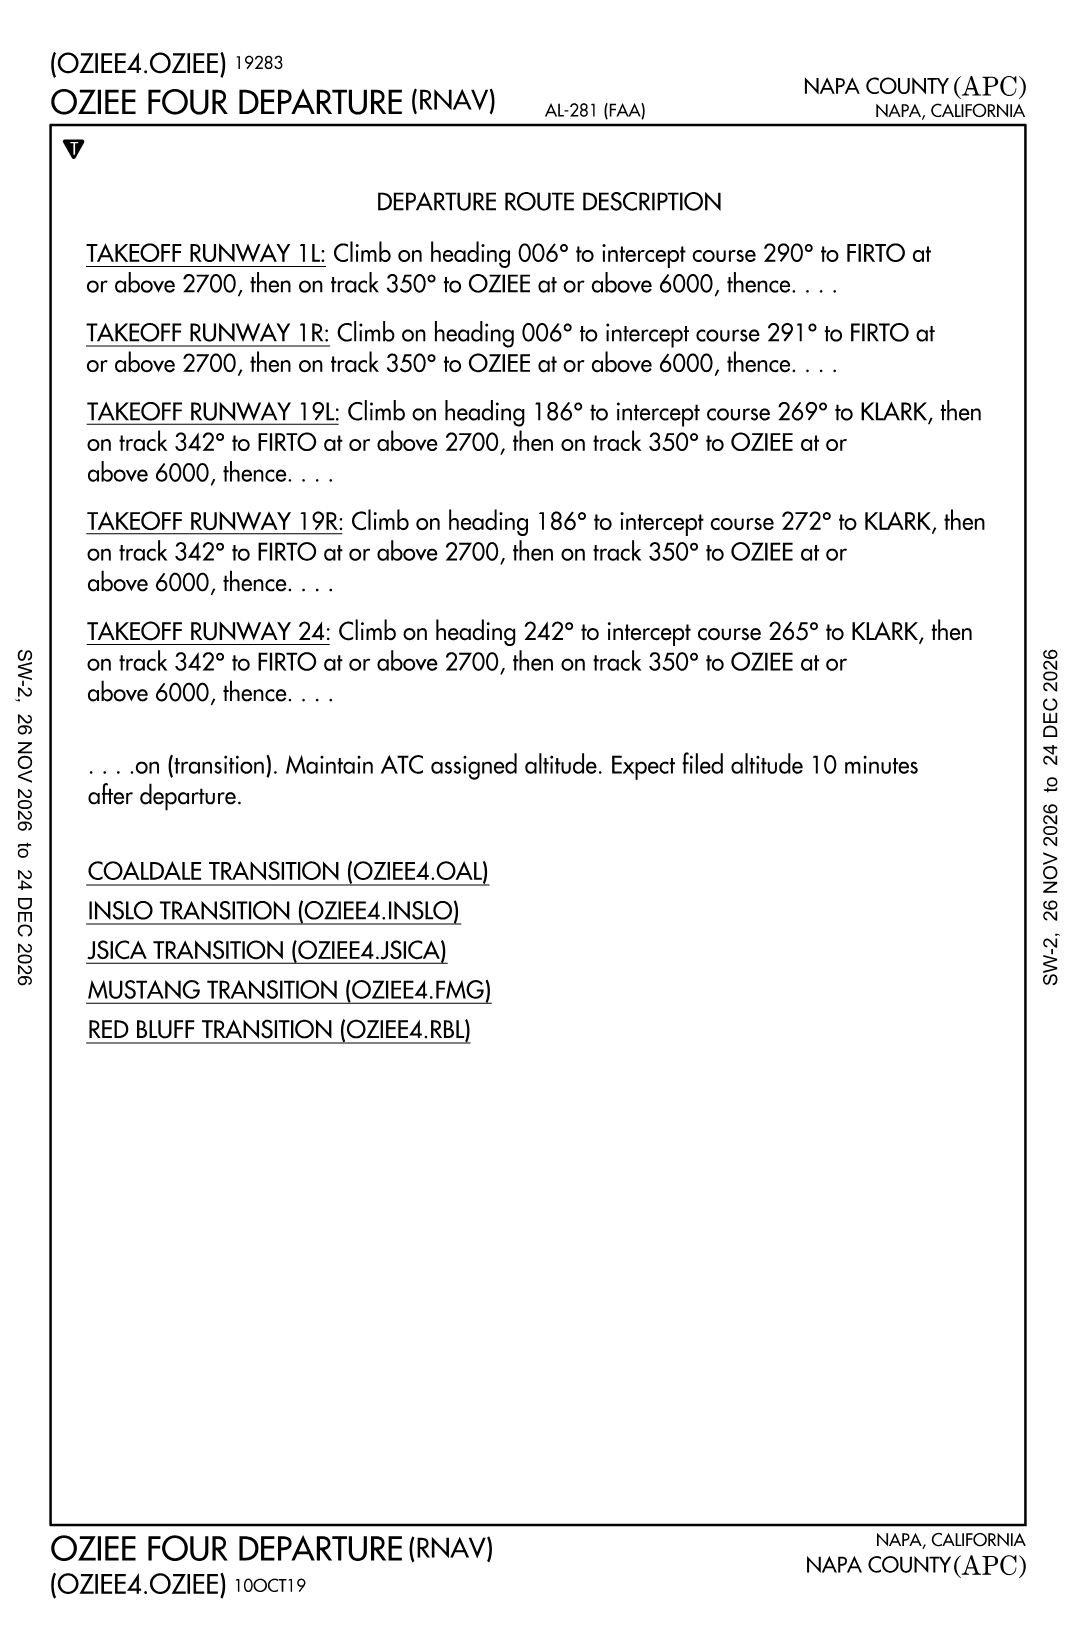 (OZIEE4.OZIEE) 19283
OZIEE FOUR DEPARTURE (RNAV)
AL-281 (FAA)
NAPA COUNTY (APC)
NAPA, CALIFORNIA
T
DEPARTURE ROUTE DESCRIPTION
TAKEOFF RUNWAY 1L: Climb on heading 006° to intercept course 290° to FIRTO at
or above 2700, then on track 350° to OZIEE at or above 6000, thence. . . .
TAKEOFF RUNWAY 1R: Climb on heading 006° to intercept course 291° to FIRTO at
or above 2700, then on track 350° to OZIEE at or above 6000, thence. . . .
TAKEOFF RUNWAY 19L: Climb on heading 186° to intercept course 269° to KLARK, then
on track 342° to FIRTO at or above 2700, then on track 350° to OZIEE at or
above 6000, thence. . . .
TAKEOFF RUNWAY 19R: Climb on heading 186° to intercept course 272° to KLARK, then
on track 342° to FIRTO at or above 2700, then on track 350° to OZIEE at or
above 6000, thence. . . .
TAKEOFF RUNWAY 24: Climb on heading 242° to intercept course 265° to KLARK, then
on track 342° to FIRTO at or above 2700, then on track 350° to OZIEE at or
above 6000, thence. . . .
. . . .on (transition). Maintain ATC assigned altitude. Expect filed altitude 10 minutes
after departure.
COALDALE TRANSITION (OZIEE4.OAL)
INSLO TRANSITION (OZIEE4.INSLO)
JSICA TRANSITION (OZIEE4.JSICA)
MUSTANG TRANSITION (OZIEE4.FMG)
RED BLUFF TRANSITION (OZIEE4.RBL)
SW-2, 26 NOV 2026 to 24 DEC 2026
SW-2, 26 NOV 2026 to 24 DEC 2026
OZIEE FOUR DEPARTURE (RNAV)
(OZIEE4.OZIEE) 10OCT19
NAPA, CALIFORNIA
NAPA COUNTY (APC)